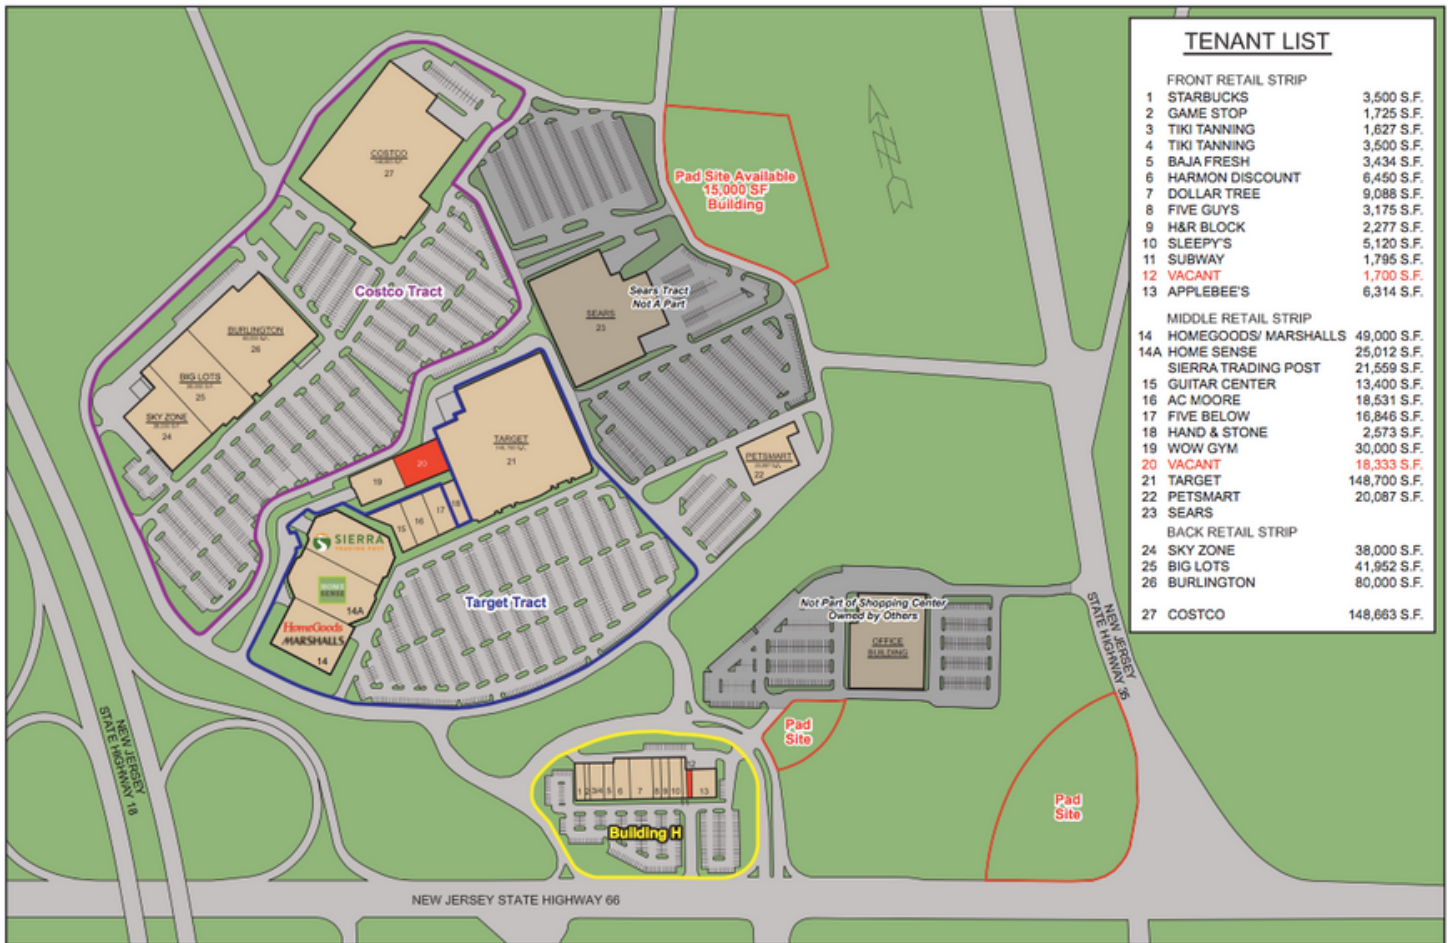 TENANT LIST
FRONT RETAIL STRIP
1 STARBUCKS 3,500 S.F.
2 GAME STOP 1,725 S.F.
3 TIKI TANNING 1,627 S.F.
4 TIKI TANNING 3,500 S.F.
5 BAJA FRESH 3,434 S.F.
6 HARMON DISCOUNT 6,450 S.F.
7 DOLLAR TREE 9,088 S.F.
8 FIVE GUYS 3,175 S.F.
9 H&R BLOCK 2,277 S.F.
10 SLEEPY'S 5,120 S.F.
11 SUBWAY 1,795 S.F.
12 VACANT 1,700 S.F.
13 APPLEBEE'S 6,314 S.F.
MIDDLE RETAIL STRIP
14 HOMEGOODS/ MARSHALLS 49,000 S.F.
14A HOME SENSE 25,012 S.F.
SIERRA TRADING POST 21,559 S.F.
15 GUITAR CENTER 13,400 S.F.
16 AC MOORE 18,531 S.F.
17 FIVE BELOW 16,846 S.F.
18 HAND & STONE 2,573 S.F.
19 WOW GYM 30,000 S.F.
20 VACANT 18,333 S.F.
21 TARGET 148,700 S.F.
22 PETSMART 20,087 S.F.
23 SEARS
BACK RETAIL STRIP
24 SKY ZONE 38,000 S.F.
25 BIG LOTS 41,952 S.F.
26 BURLINGTON 80,000 S.F.
27 COSTCO 148,663 S.F.
COSTCO
27
Pad Site Available
15,000 SF
Building
Costco Tract
Sears Tract
Not A Part
SEARS
23
BURLINGTON
26
BIG LOTS
25
SKY ZONE
24
TARGET
21
PETSMART
22
20
19
18
17
16
15
SIERRA
TRADING POST
HOME
SENSE
14A
HomeGoods
MARSHALLS
14
Target Tract
Not Part of Shopping Center
Owned by Others
OFFICE
BUILDING
NEW JERSEY
STATE HIGHWAY 35
NEW JERSEY
STATE HIGHWAY 18
Pad
Site
Pad
Site
12
1 2 3/4 5 6 7 8 9 10 13
Building H
NEW JERSEY STATE HIGHWAY 66